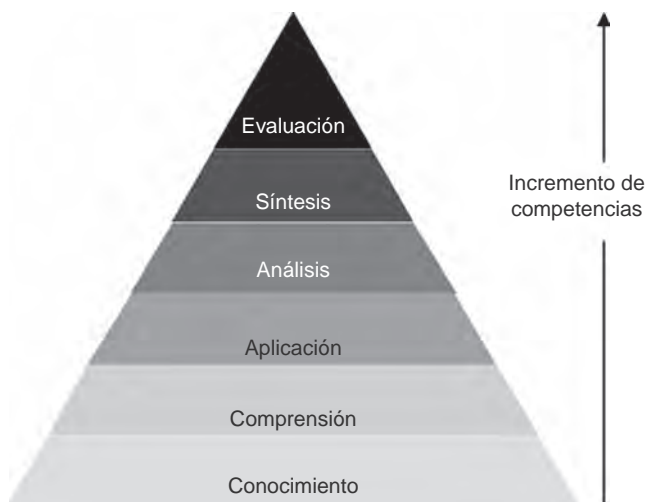 Evaluación
Síntesis
Análisis
Aplicación
Comprensión
Conocimiento
Incremento de
competencias